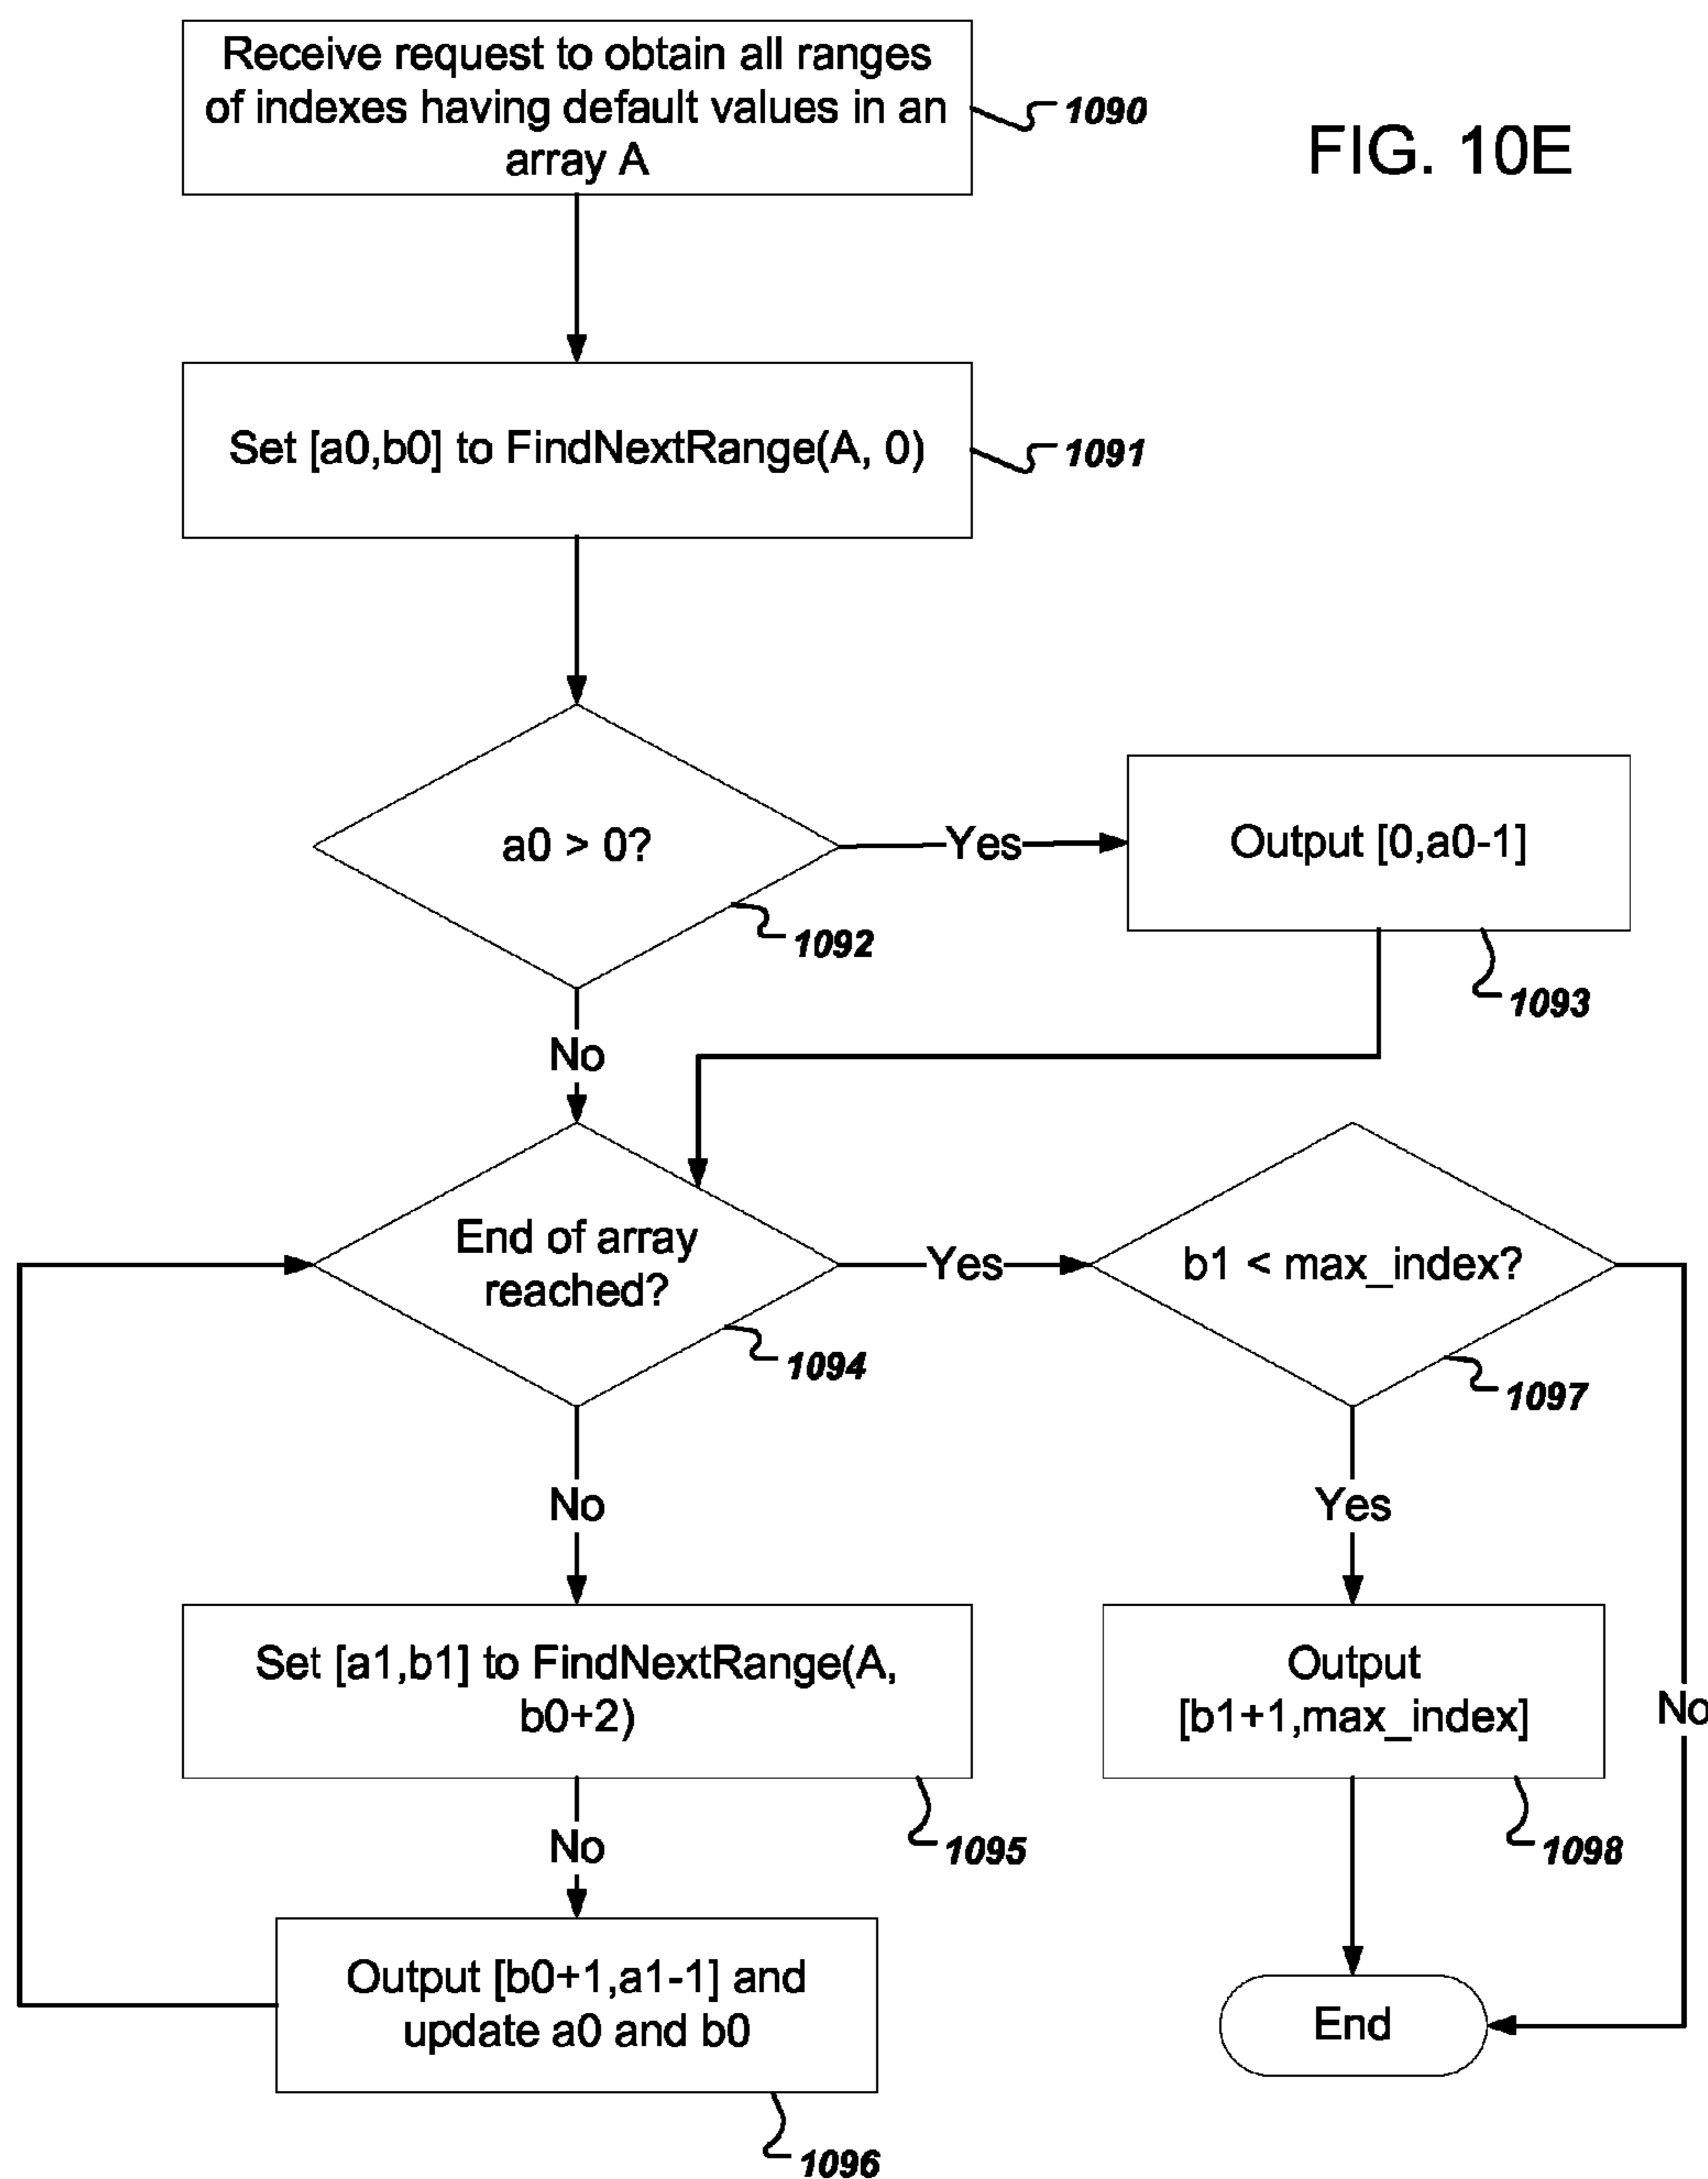 Receive request to obtain all ranges
of indexes having default values in an
array A
1090
FIG. 10E
Set [a0,b0] to FindNextRange(A, 0)
1091
a0 > 0?
Yes
Output [0,a0-1]
1092
1093
No
End of array
reached?
Yes
b1 < max_index?
1094
1097
No
Yes
Set [a1,b1] to FindNextRange(A,
b0+2)
Output
[b1+1,max_index]
No
1095
1098
No
Output [b0+1,a1-1] and
update a0 and b0
End
1096